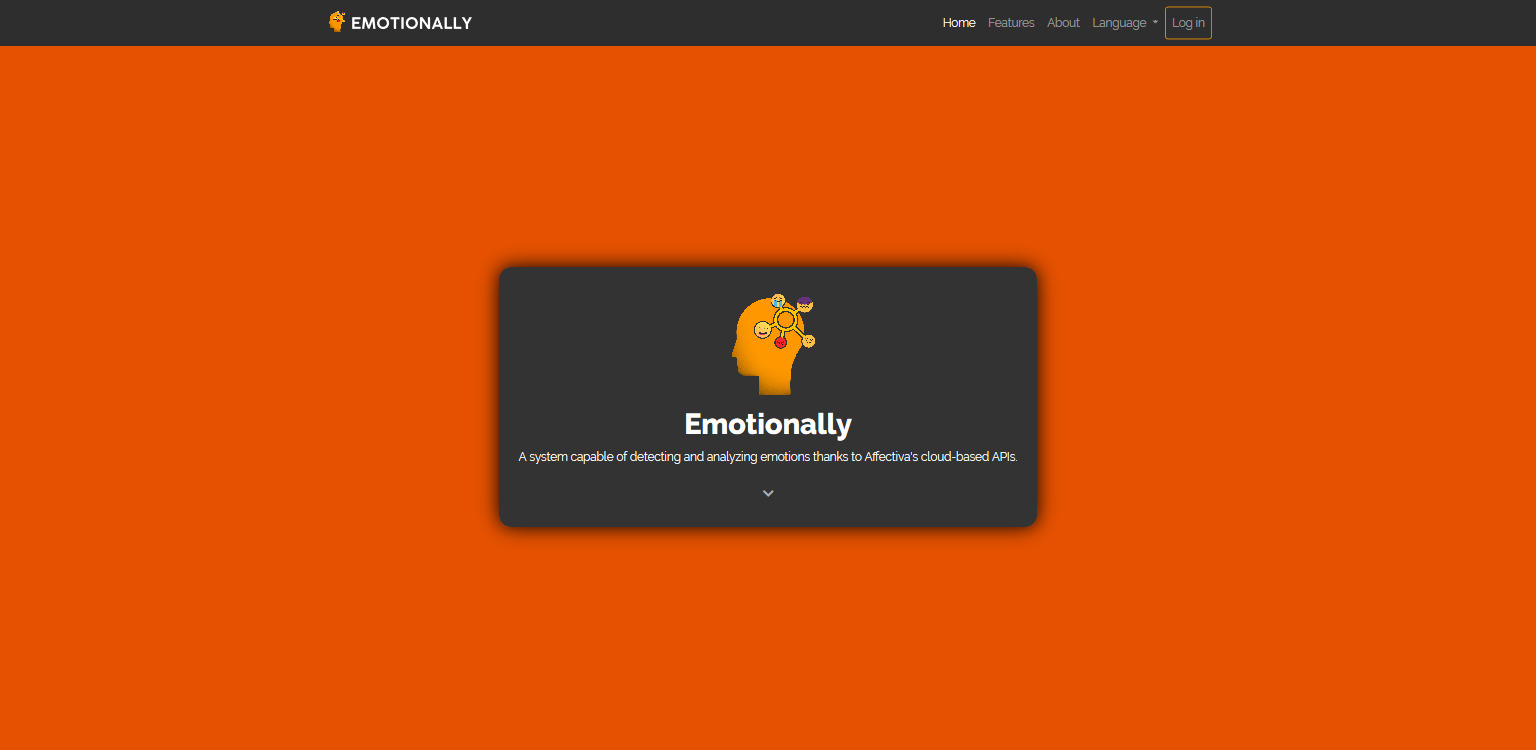 EMOTIONALLY
Home Features About Language Log in
Emotionally
A system capable of detecting and analyzing emotions thanks to Affectiva's cloud-based APIs.